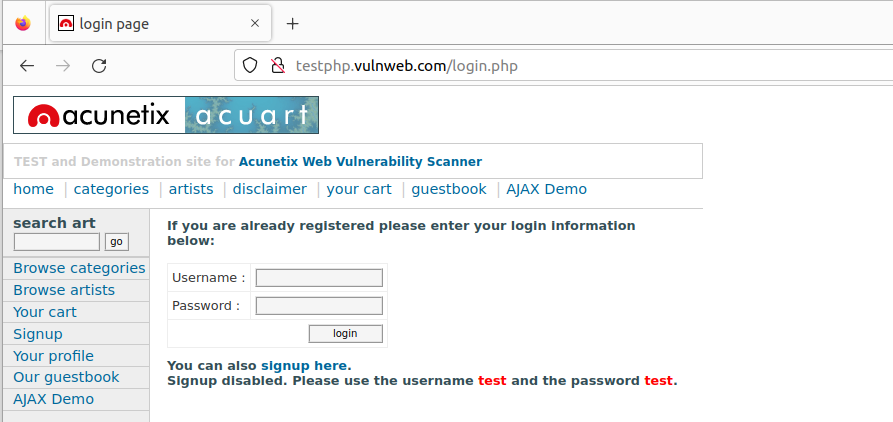 login page
testphp.vulnweb.com/login.php
acunetix acuart
TEST and Demonstration site for Acunetix Web Vulnerability Scanner
home | categories | artists | disclaimer | your cart | guestbook | AJAX Demo
search art
go
Browse categories
Browse artists
Your cart
Signup
Your profile
Our guestbook
AJAX Demo
If you are already registered please enter your login information
below:
Username :
Password :
login
You can also signup here.
Signup disabled. Please use the username test and the password test.